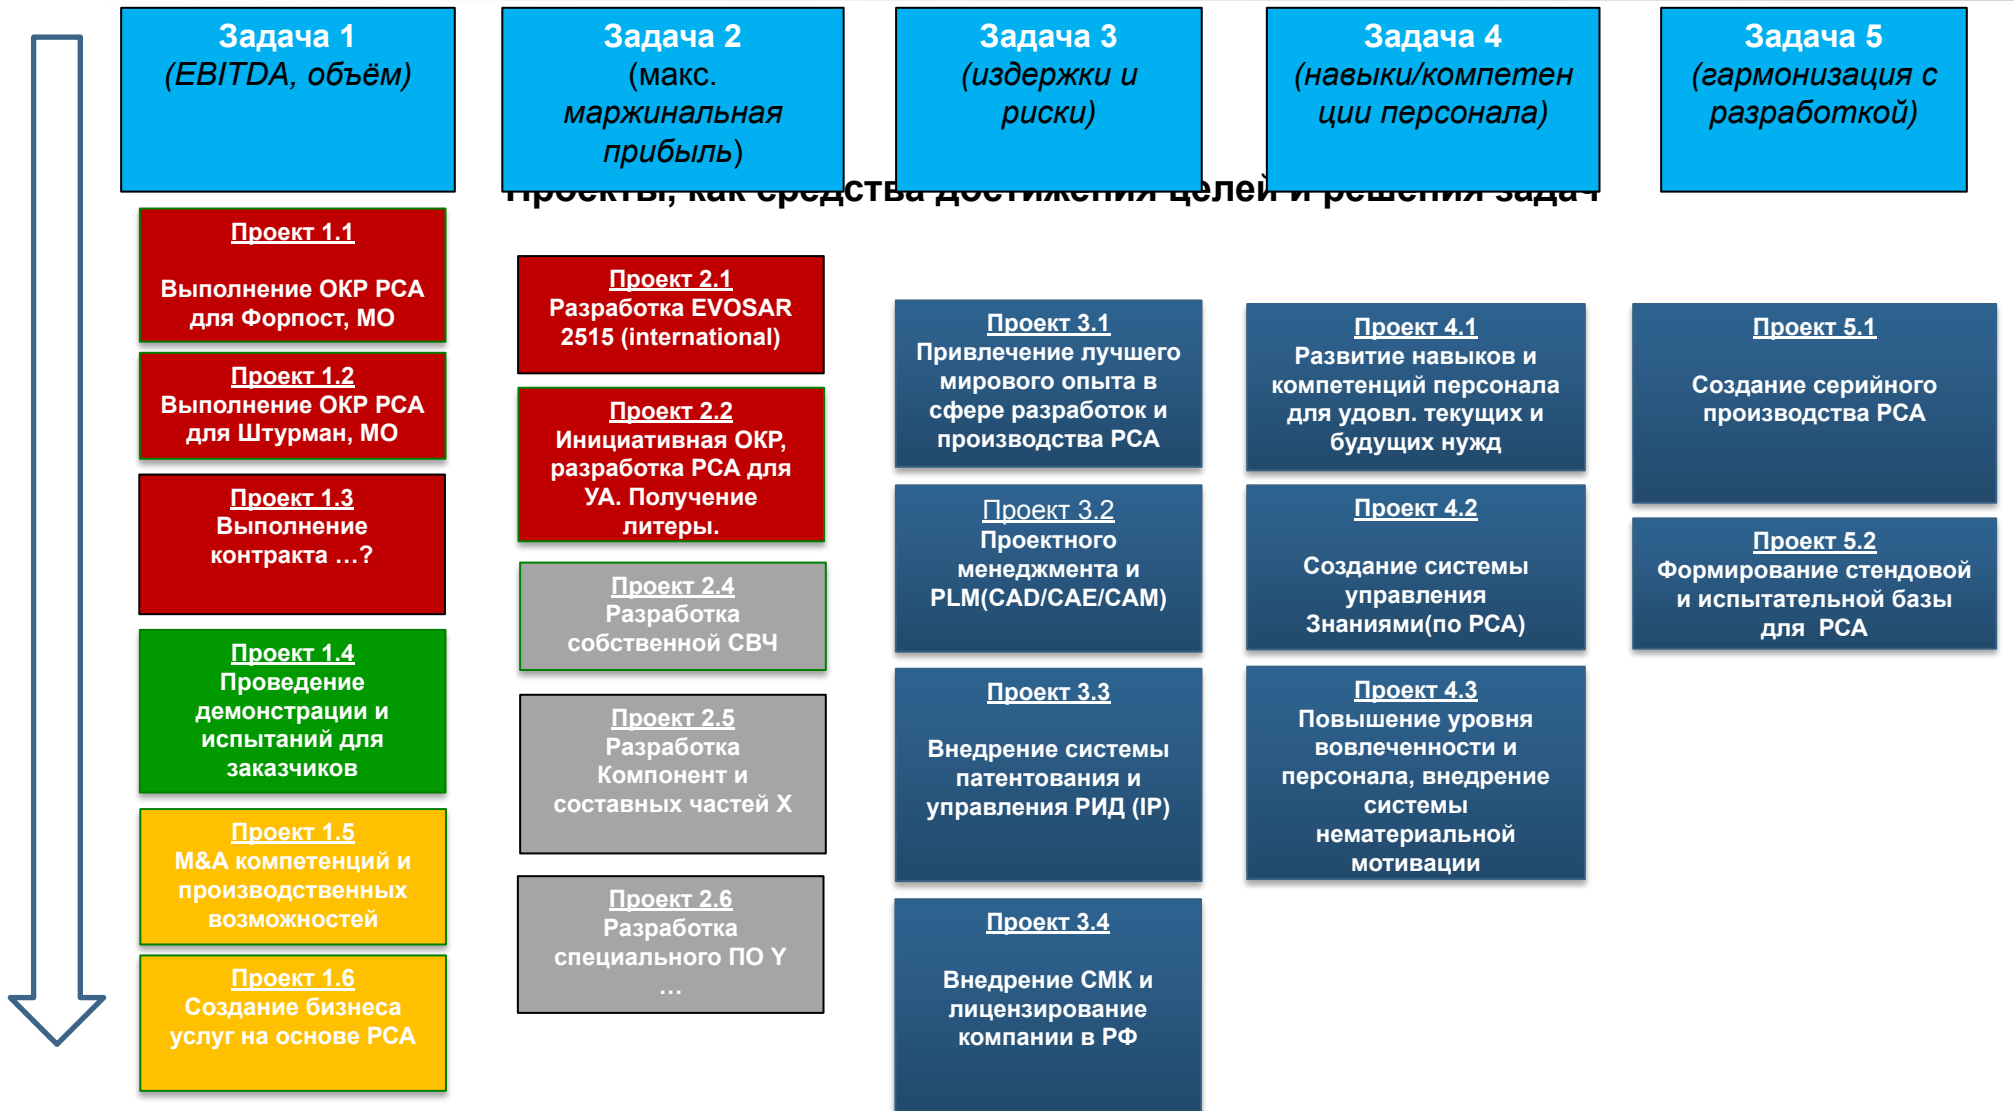 Задача 1
(EBITDA, объём)
Задача 2
(макс.
маржинальная
прибыль)
Задача 3
(издержки и
риски)
Задача 4
(навыки/компетен
ции персонала)
Задача 5
(гармонизация с
разработкой)
Проекты, как средства достижения целей и решения задач
Проект 1.1
Выполнение ОКР РСА
для Форпост, МО
Проект 1.2
Выполнение ОКР РСА
для Штурман, МО
Проект 1.3
Выполнение
контракта …?
Проект 1.4
Проведение
демонстрации и
испытаний для
заказчиков
Проект 1.5
M&A компетенций и
производственных
возможностей
Проект 1.6
Создание бизнеса
услуг на основе РСА
Проект 2.1
Разработка EVOSAR
2515 (international)
Проект 2.2
Инициативная ОКР,
разработка РСА для
УА. Получение
литеры.
Проект 2.4
Разработка
собственной СВЧ
Проект 2.5
Разработка
Компонент и
составных частей X
Проект 2.6
Разработка
специального ПО Y
…
Проект 3.1
Привлечение лучшего
мирового опыта в
сфере разработок и
производства РСА
Проект 3.2
Проектного
менеджмента и
PLM(CAD/CAE/CAM)
Проект 3.3
Внедрение системы
патентования и
управления РИД (IP)
Проект 3.4
Внедрение СМК и
лицензирование
компании в РФ
Проект 4.1
Развитие навыков и
компетенций персонала
для удовл. текущих и
будущих нужд
Проект 4.2
Создание системы
управления
Знаниями(по РСА)
Проект 4.3
Повышение уровня
вовлеченности и
персонала, внедрение
системы
нематериальной
мотивации
Проект 5.1
Создание серийного
производства РСА
Проект 5.2
Формирование стендовой
и испытательной базы
для  РСА